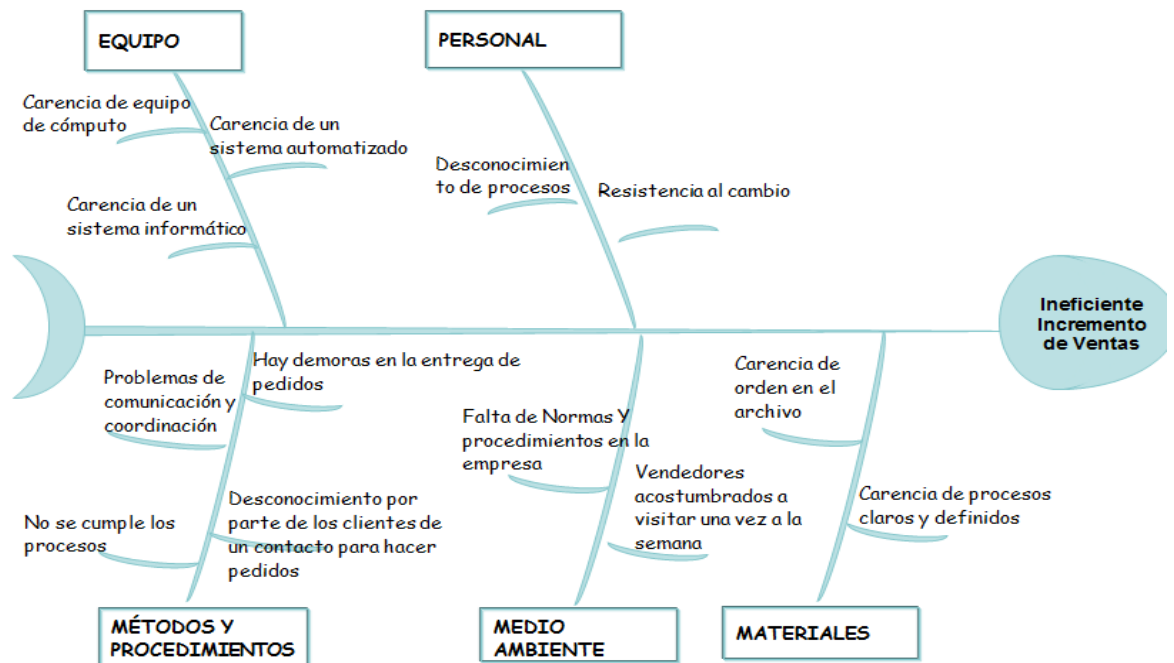 EQUIPO
PERSONAL
Carencia de equipo
de cómputo
Carencia de un
sistema automatizado
Carencia de un
sistema informático
Desconocimien
to de procesos
Resistencia al cambio
Ineficiente
Incremento
de Ventas
Hay demoras en la entrega de
pedidos
Problemas de
comunicación y
coordinación
No se cumple los
procesos
Desconocimiento por
parte de los clientes de
un contacto para hacer
pedidos
Falta de Normas Y
procedimientos en la
empresa
Vendedores
acostumbrados a
visitar una vez a la
semana
Carencia de
orden en el
archivo
Carencia de procesos
claros y definidos
MÉTODOS Y
PROCEDIMIENTOS
MEDIO
AMBIENTE
MATERIALES